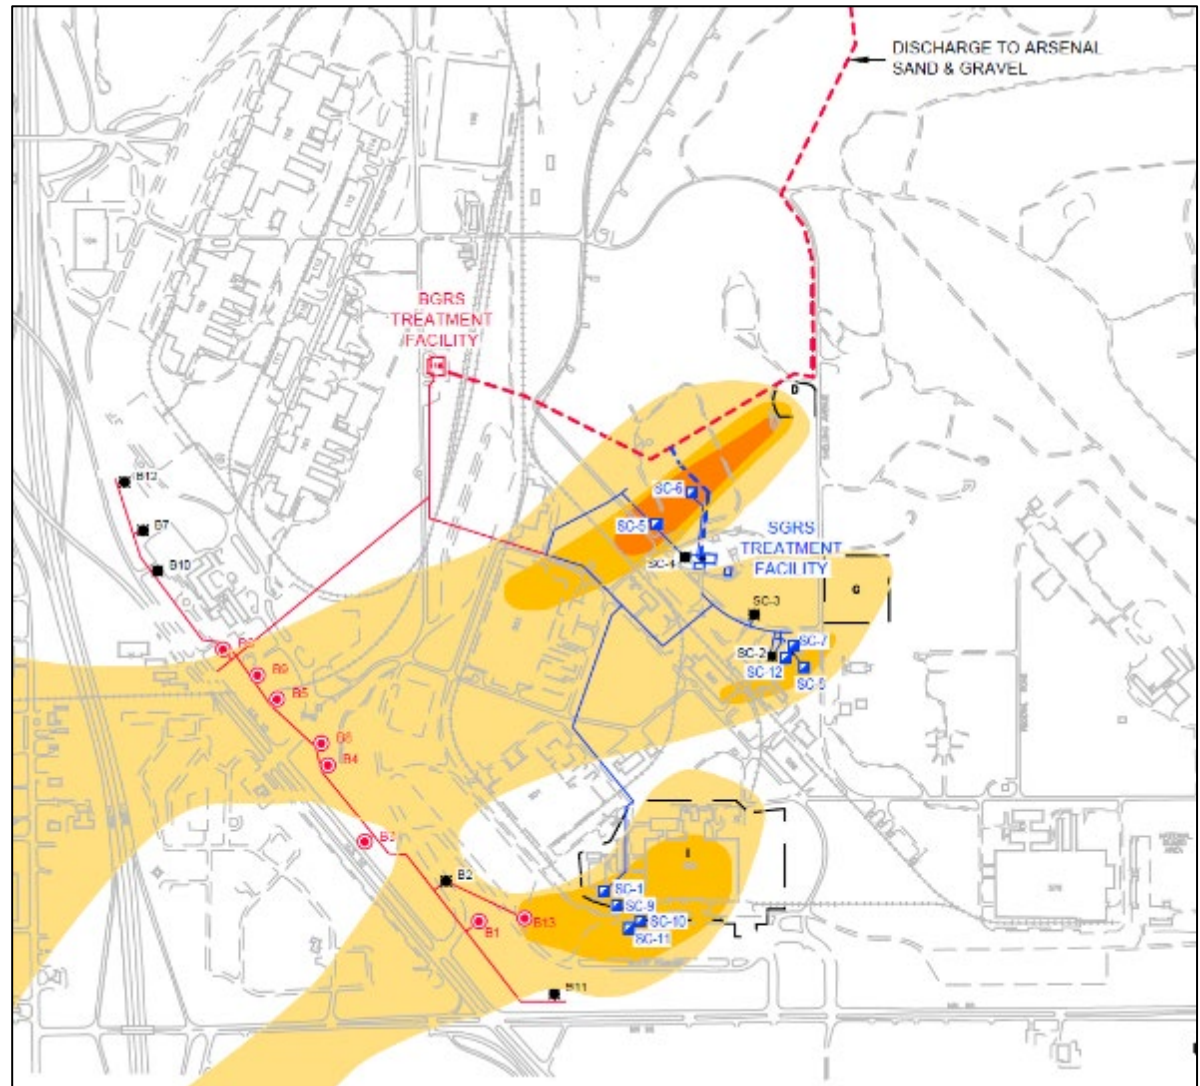 DISCHARGE TO ARSENAL
SAND & GRAVEL
BGRS
TREATMENT
FACILITY
D
B12
SC-6
B7
SC-5
SGRS
TREATMENT
FACILITY
SC-4
B10
G
SC-3
SC-7
SC-2
SC-12
B9
B5
B4
B2
I
SC-1
SC-9
SC-10
SC-11
B13
B1
B11